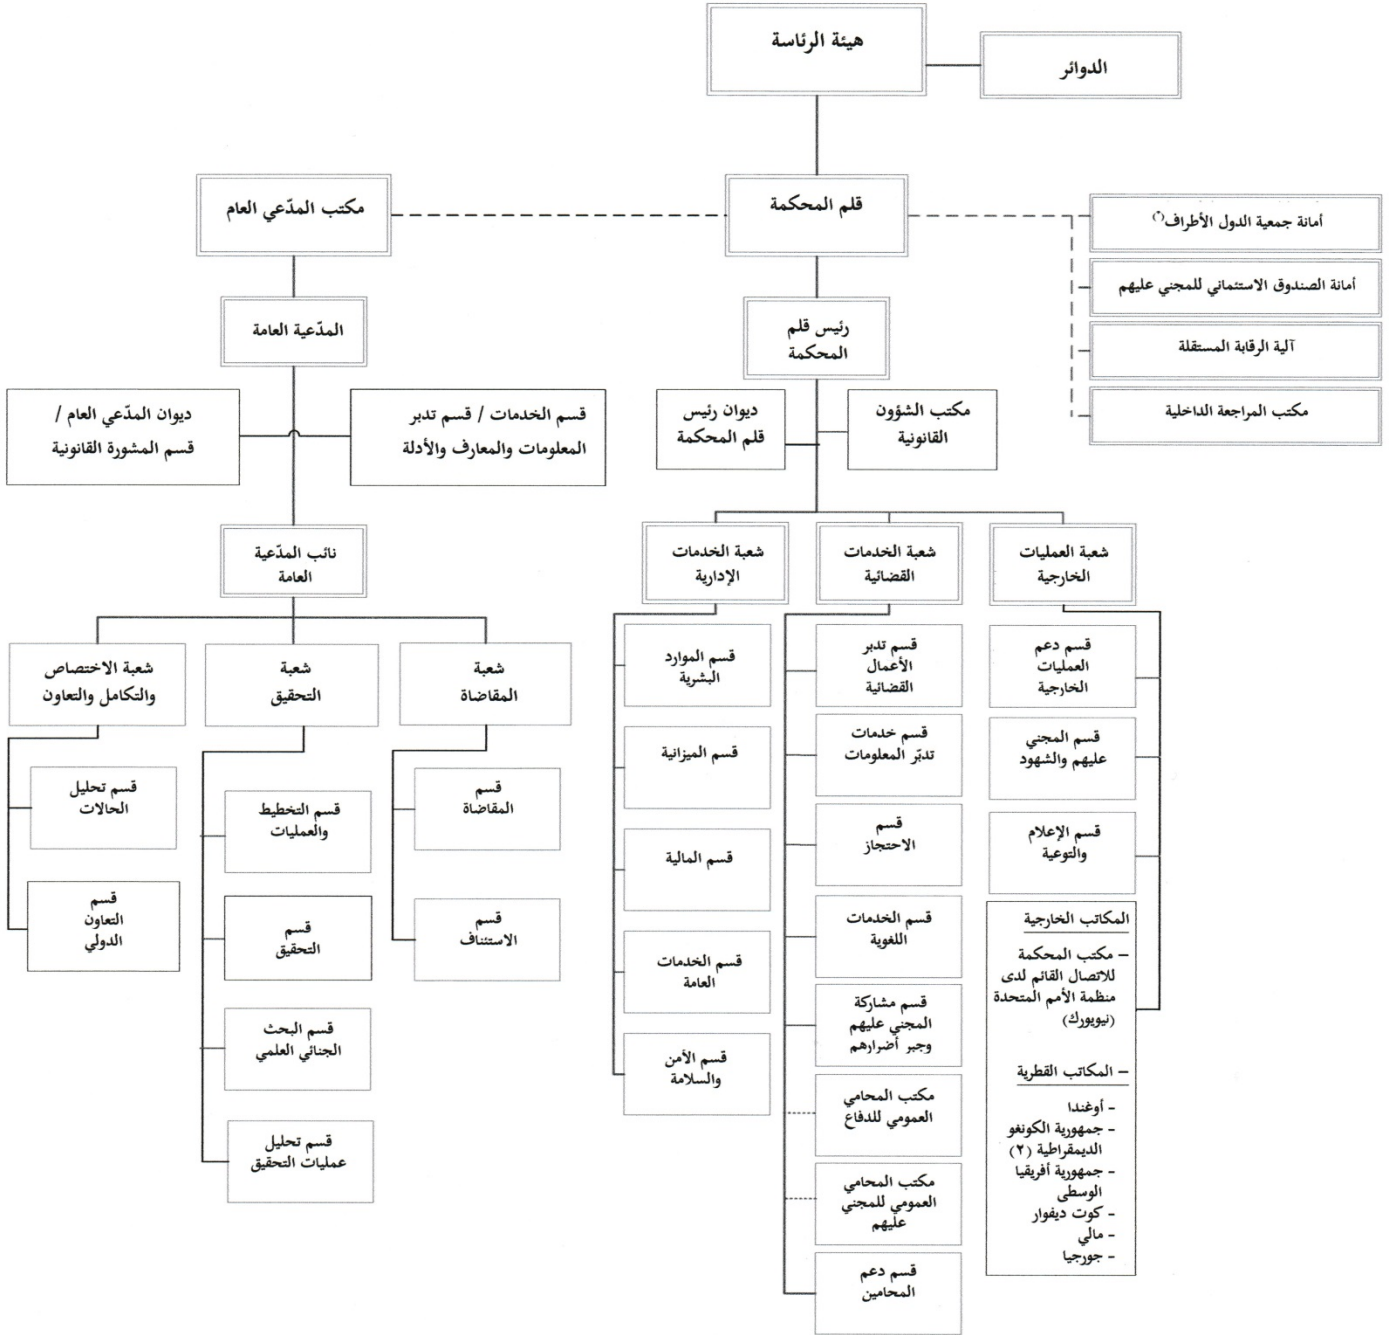 هيئة الرئاسة
الدوائر
قلم المحكمة
مكتب المدّعي العام
أمانة جمعية الدول الأطراف(٢)
أمانة الصندوق الاستئماني للمجني عليهم
آلية الرقابة المستقلة
مكتب المراجعة الداخلية
رئيس قلم
المحكمة
المدّعية العامة
مكتب الشؤون
القانونية
ديوان رئيس
قلم المحكمة
قسم الخدمات / قسم تدبر
المعلومات والمعارف والأدلة
ديوان المدّعي العام /
قسم المشورة القانونية
شعبة العمليات
الخارجية
شعبة الخدمات
القضائية
شعبة الخدمات
الإدارية
نائب المدّعية
العامة
قسم دعم
العمليات
الخارجية
قسم المجني
عليهم والشهود
قسم الإعلام
والتوعية
المكاتب الخارجية
– مكتب المحكمة
للاتصال القائم لدى
منظمة الأمم المتحدة
(نيويورك)
– المكاتب القطرية
- أوغندا
- جمهورية الكونغو
الديمقراطية (٢)
- جمهورية أفريقيا
الوسطى
- كوت ديفوار
- مالي
- جورجيا
قسم تدبر
الأعمال
القضائية
قسم خدمات
تدبّر المعلومات
قسم
الاحتجاز
قسم الخدمات
اللغوية
قسم مشاركة
المجني عليهم
وجبر أضرارهم
مكتب المحامي
العمومي للدفاع
مكتب المحامي
العمومي للمجني
عليهم
قسم دعم
المحامين
قسم الموارد
البشرية
قسم الميزانية
قسم المالية
قسم الخدمات
العامة
قسم الأمن
والسلامة
شعبة
المقاضاة
شعبة
التحقيق
شعبة الاختصاص
والتكامل والتعاون
قسم
المقاضاة
قسم
الاستئناف
قسم التخطيط
والعمليات
قسم
التحقيق
قسم البحث
الجنائي العلمي
قسم تحليل
عمليات التحقيق
قسم تحليل
الحالات
قسم
التعاون
الدولي